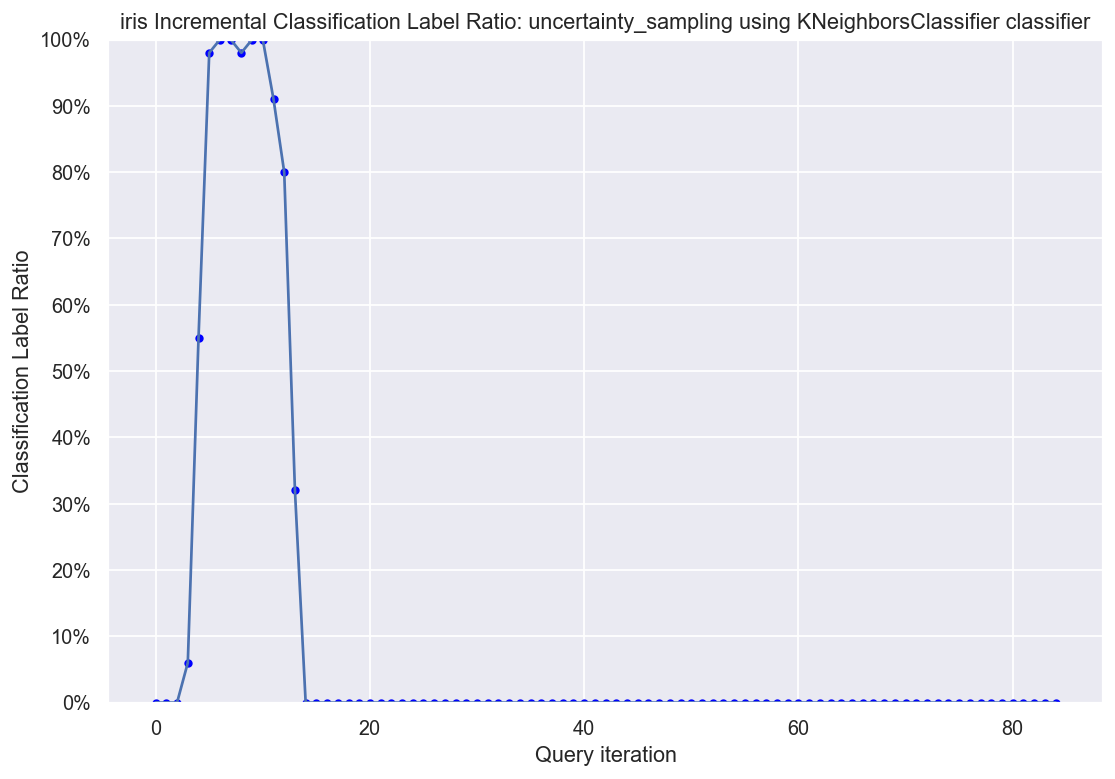 iris Incremental Classification Label Ratio: uncertainty_sampling using KNeighborsClassifier classifier
100%
90%
80%
70%
60%
50%
40%
30%
20%
10%
0%
Classification Label Ratio
0 20 40 60 80
Query iteration